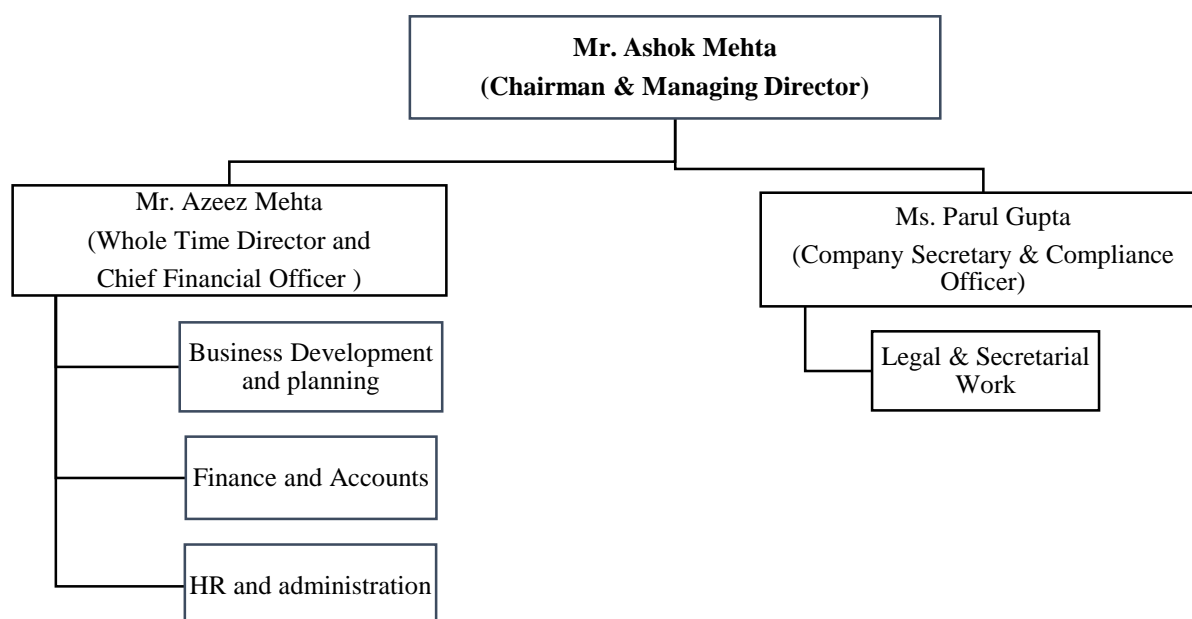 Mr. Ashok Mehta
(Chairman & Managing Director)
Mr. Azeez Mehta
(Whole Time Director and
Chief Financial Officer )
Ms. Parul Gupta
(Company Secretary & Compliance
Officer)
Business Development
and planning
Legal & Secretarial
Work
Finance and Accounts
HR and administration